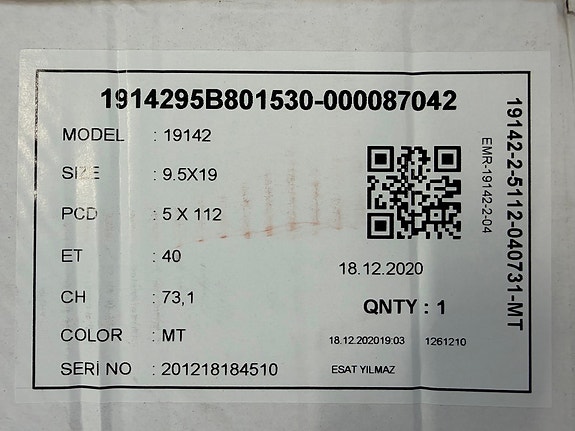 1914295B801530-000087042
MODEL : 19142
SIZE : 9.5X19
PCD : 5 X 112
ET : 40
CH : 73,1
COLOR : MT
SERI NO : 201218184510
18.12.2020
QNTY : 1
18.12.202019:03 1261210
ESAT YILMAZ
EMR-19142-2-04
19142-2-5112-040731-MT